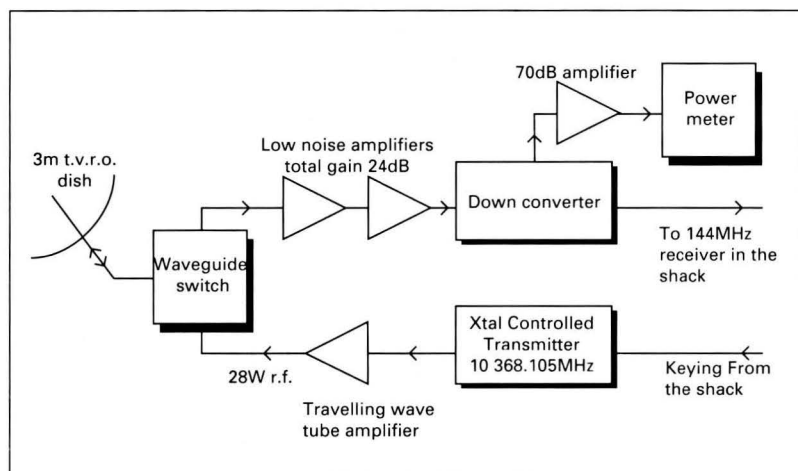 70dB amplifier
Power
meter
Low noise amplifiers
total gain 24dB
3m t.v.r.o.
dish
Down converter
Waveguide
switch
To 144MHz
receiver in the
shack
Xtal Controlled
Transmitter
10 368.105MHz
28W r.f.
Keying From
the shack
Travelling wave
tube amplifier